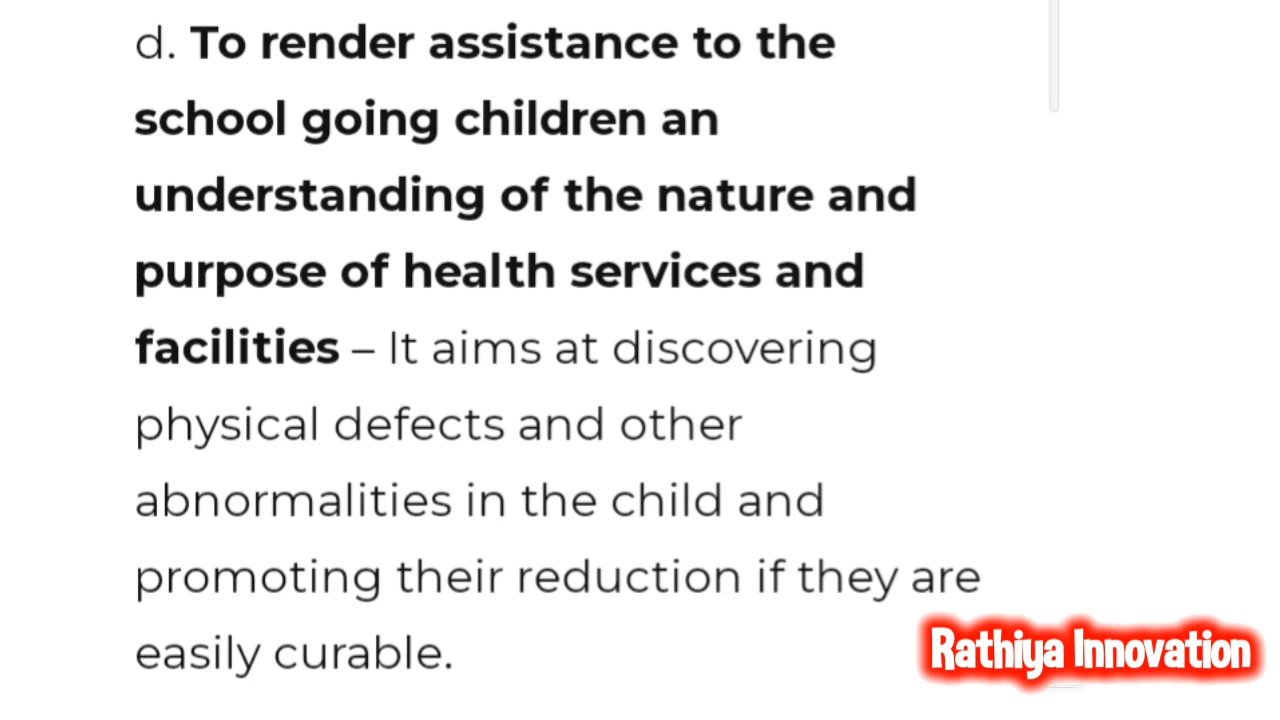 d. To render assistance to the
school going children an
understanding of the nature and
purpose of health services and
facilities – It aims at discovering
physical defects and other
abnormalities in the child and
promoting their reduction if they are
easily curable.
Rathiya Innovation